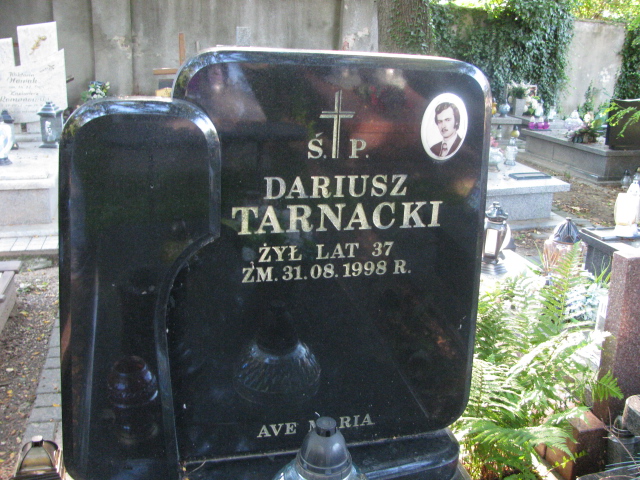 Ś. P.
DARIUSZ
TARNACKI
ŻYŁ LAT 37
ZM. 31.08.1998 R.
AVE MARIA